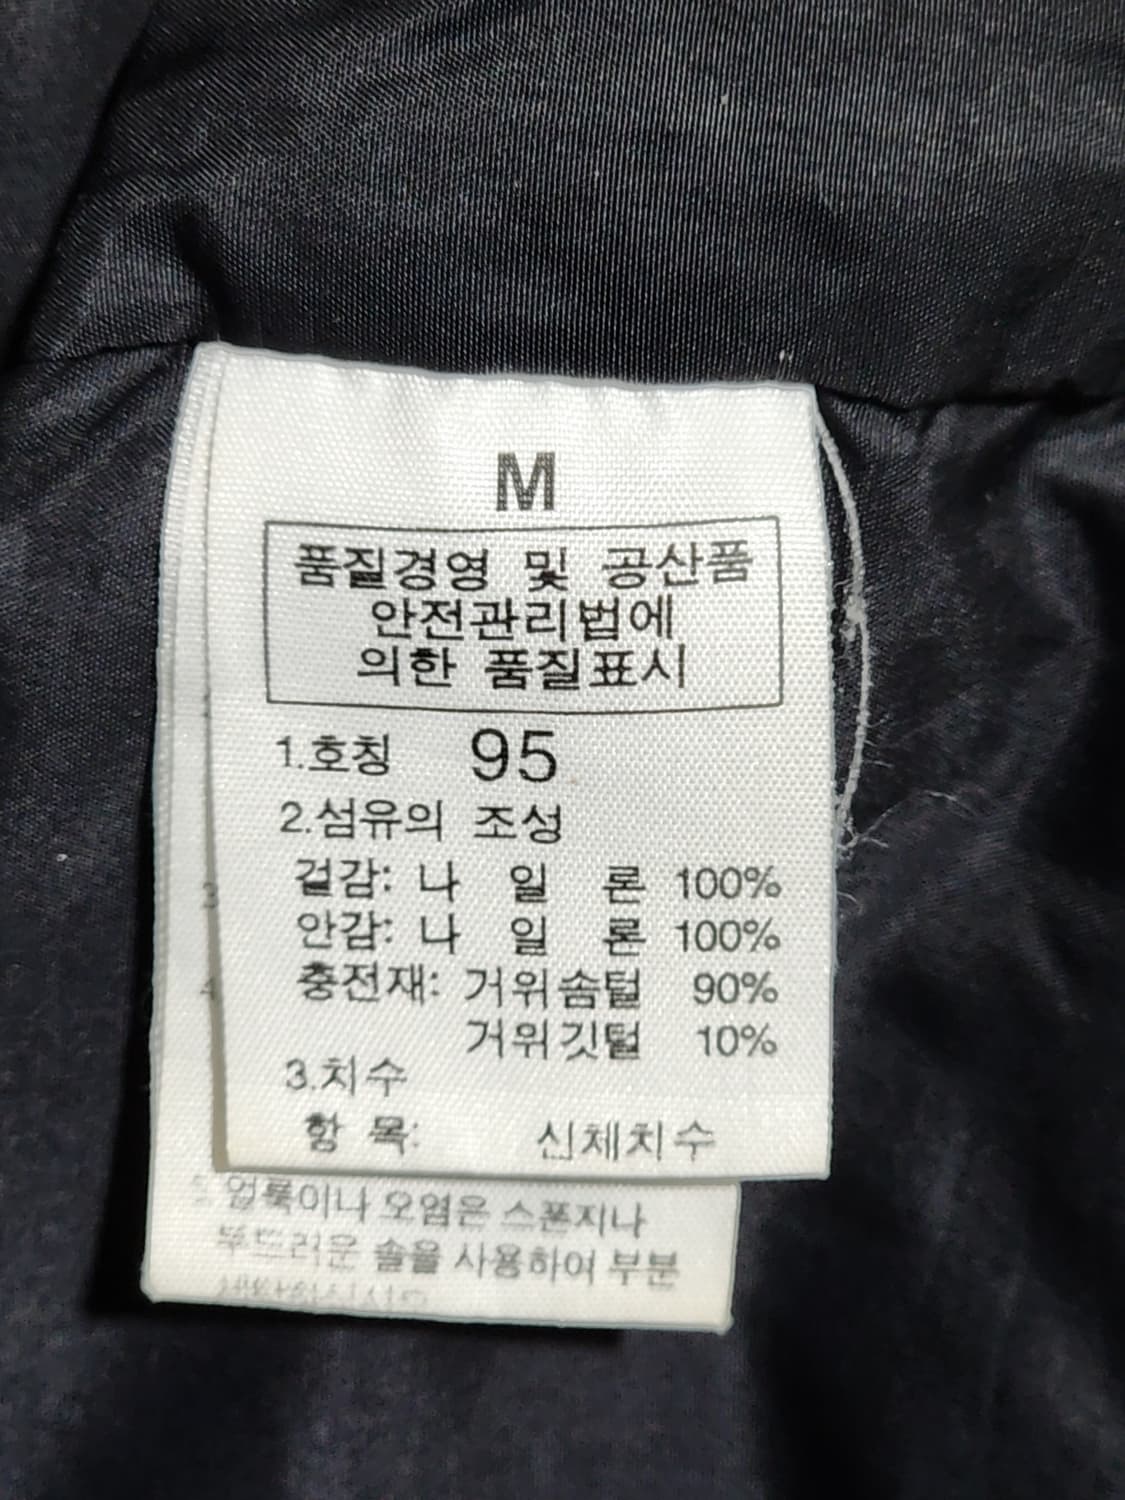 M
품질경영 및 공산품
안전관리법에
의한 품질표시
1.호칭 95
2.섬유의 조성
겉감: 나 일 론 100%
안감: 나 일 론 100%
충전재: 거위솜털 90%
거위깃털 10%
3.치수
항 목: 신체치수
3
4
5.얼룩이나 오염은 스폰지나
부드러운 솔을 사용하여 부분